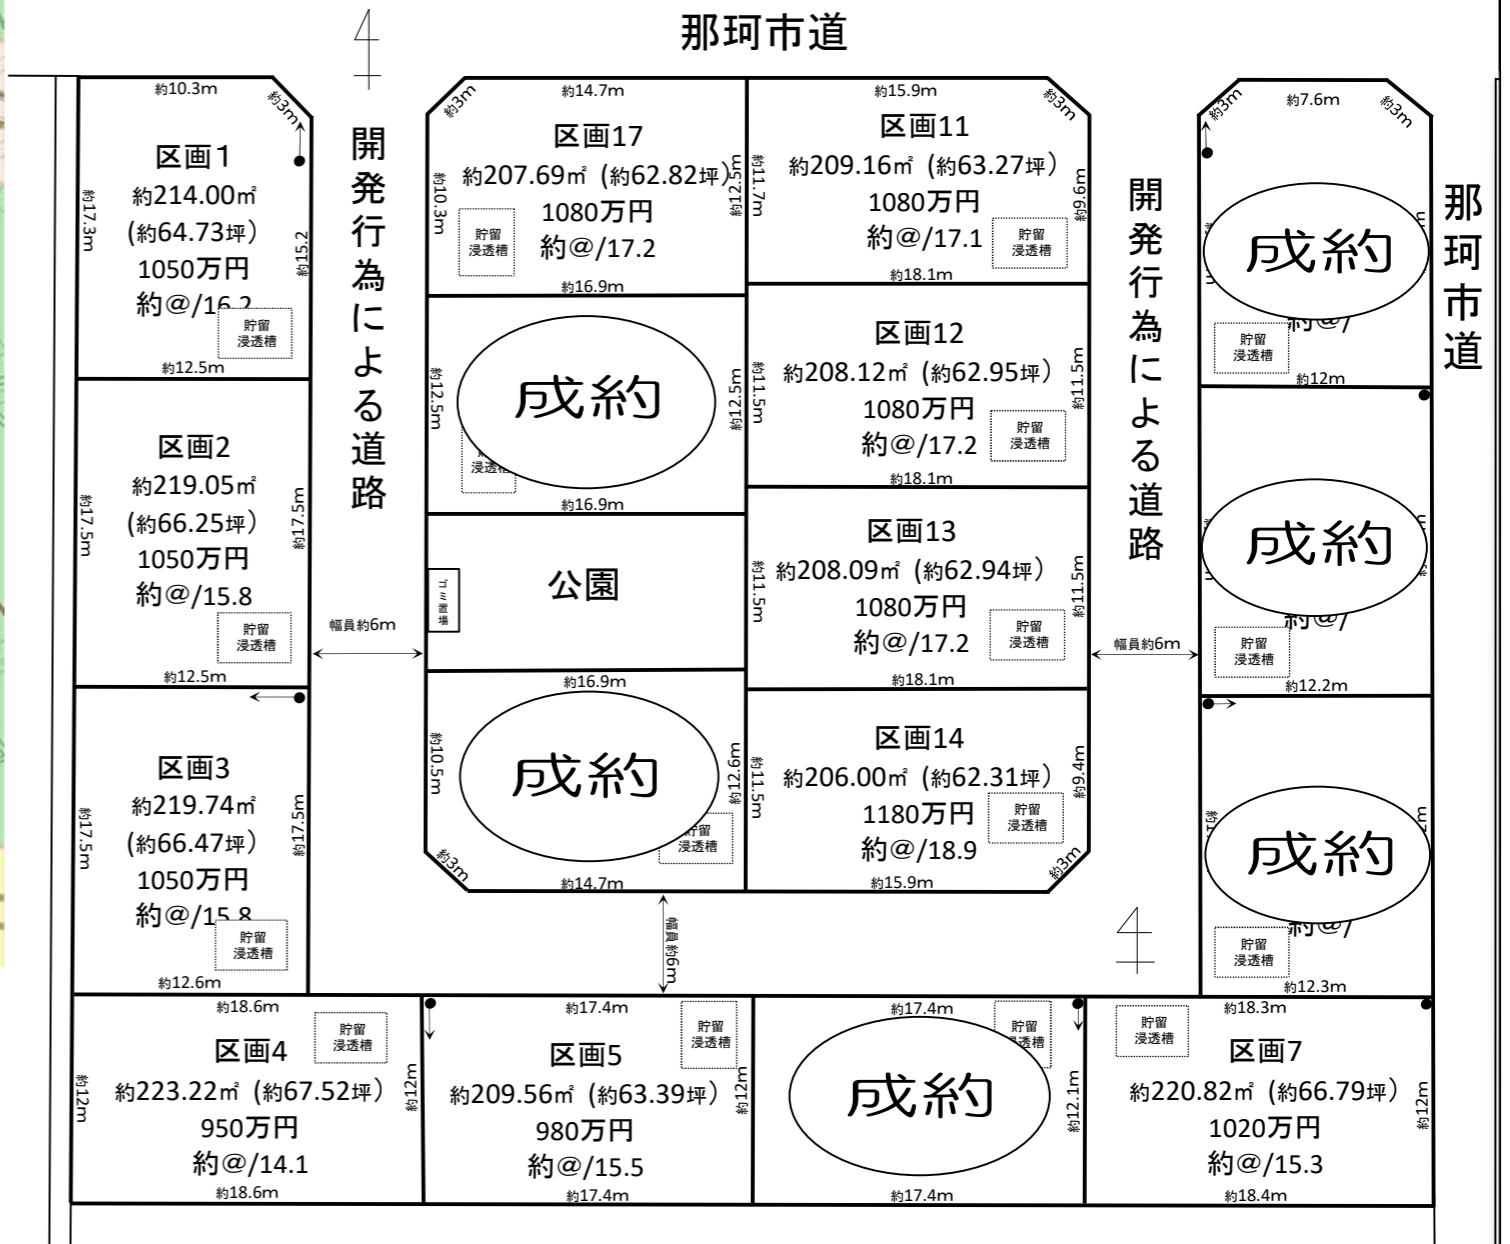 那珂市道
4
開発行為による道路
約10.3m
約3m
区画1
約214.00㎡
(約64.73坪)
1050万円
約@/16.2
約17.3m
約15.2
貯留
浸透槽
約12.5m
区画2
約219.05㎡
(約66.25坪)
1050万円
約@/15.8
約17.5m
約17.5m
貯留
浸透槽
約12.5m
区画3
約219.74㎡
(約66.47坪)
1050万円
約@/15.8
約17.5m
約17.5m
貯留
浸透槽
約12.6m
幅員約6m
約3m
約14.7m
区画17
約207.69㎡ (約62.82坪)
1080万円
約@/17.2
約10.3m
約12.5m
貯留
浸透槽
約16.9m
成約
約12.5m
約12.5m
浸透
約16.9m
公園
ゴミ置場
約16.9m
成約
約10.5m
約12.6m
貯留
浸透槽
約3m
約14.7m
幅員約6m
約15.9m
約3m
区画11
約209.16㎡ (約63.27坪)
1080万円
約@/17.1
約11.7m
約9.6m
貯留
浸透槽
約18.1m
区画12
約208.12㎡ (約62.95坪)
1080万円
約@/17.2
約11.5m
約11.5m
貯留
浸透槽
約18.1m
区画13
約208.09㎡ (約62.94坪)
1080万円
約@/17.2
約11.5m
約11.5m
貯留
浸透槽
約18.1m
区画14
約206.00㎡ (約62.31坪)
1180万円
約@/18.9
約11.5m
約9.4m
貯留
浸透槽
約3m
約15.9m
開発行為による道路
幅員約6m
4
約3m
約7.6m
約3m
成約
約@/
貯留
浸透槽
約12m
成約
約@/
貯留
浸透槽
約12.2m
成約
約@/
貯留
浸透槽
約12.3m
那珂市道
約18.6m
区画4
約223.22㎡ (約67.52坪)
950万円
約@/14.1
約12m
約12m
貯留
浸透槽
約18.6m
約17.4m
区画5
約209.56㎡ (約63.39坪)
980万円
約@/15.5
約12m
貯留
浸透槽
約17.4m
約17.4m
成約
約12.1m
貯留
浸透槽
約17.4m
約18.3m
貯留
浸透槽
区画7
約220.82㎡ (約66.79坪)
1020万円
約@/15.3
約12m
約18.4m